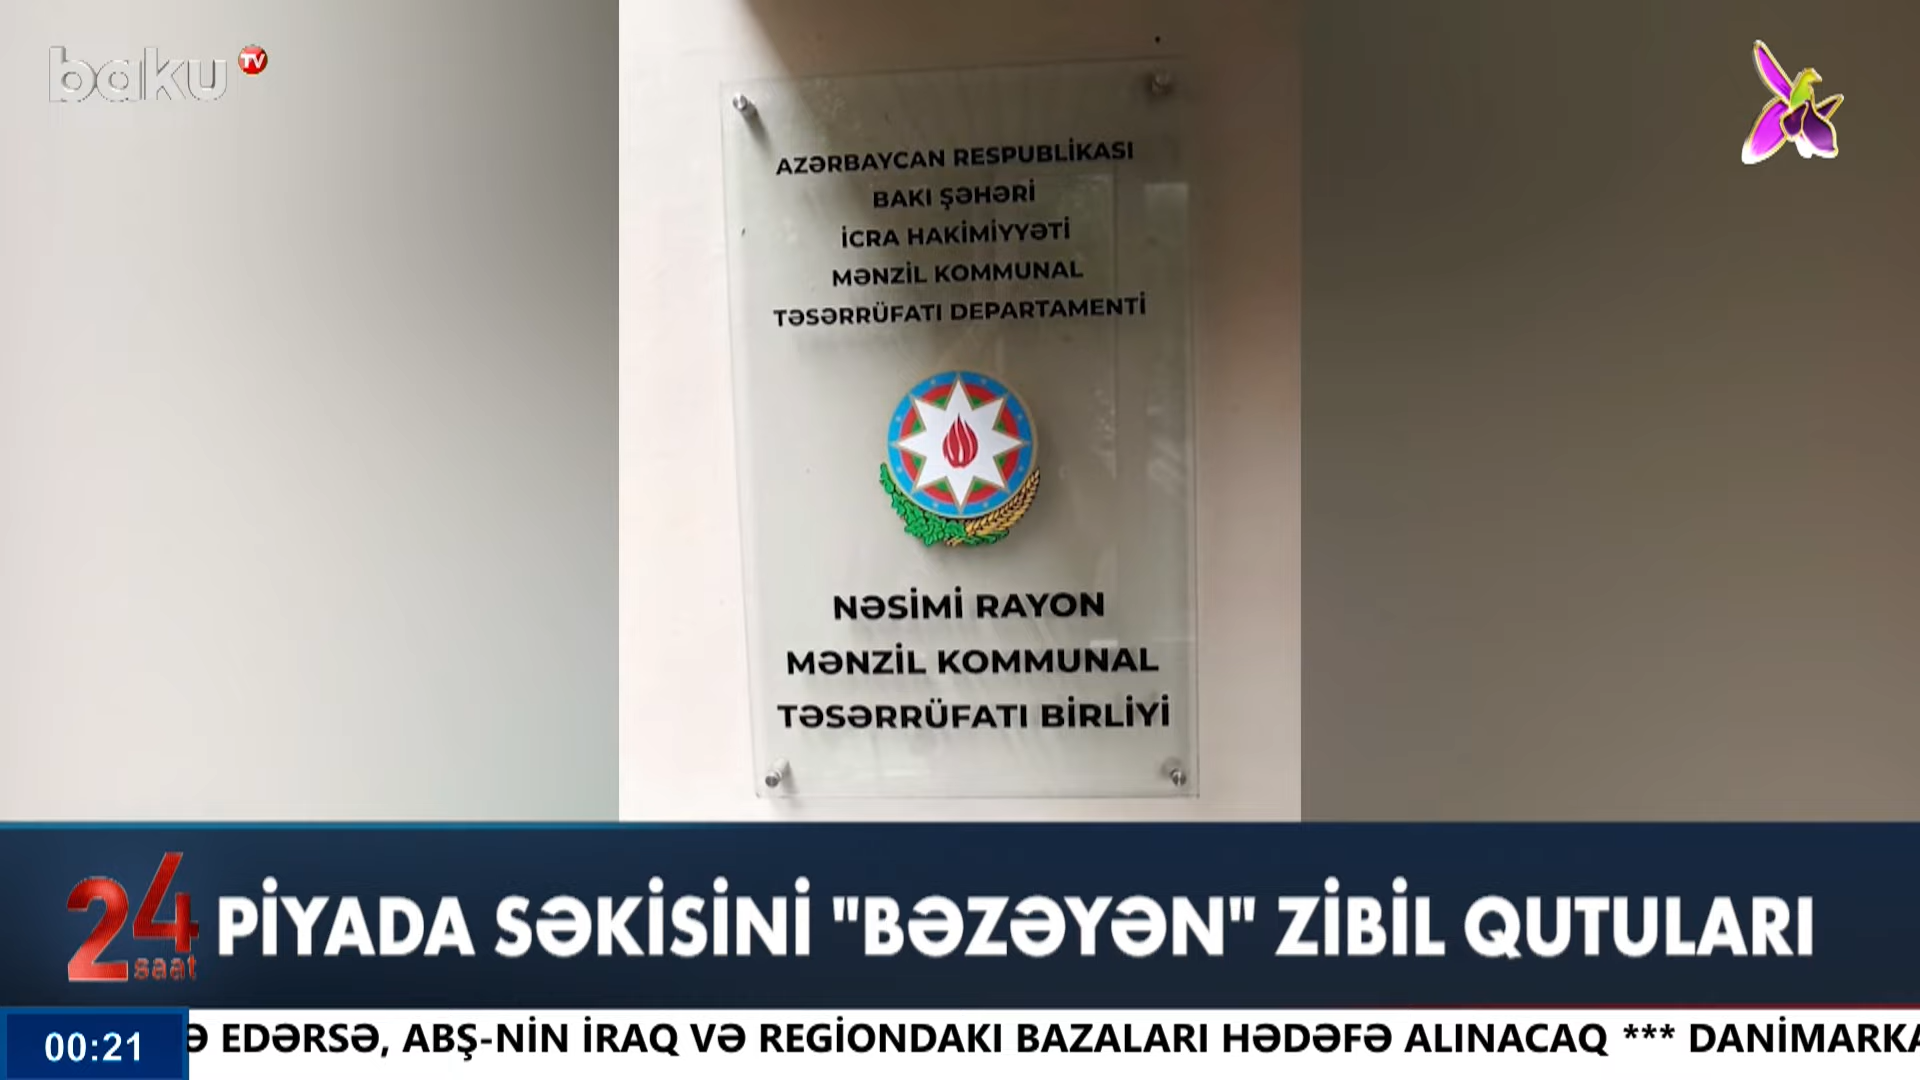 baku TV
AZƏRBAYCAN RESPUBLİKASI
BAKI ŞƏHƏRİ
İCRA HAKİMİYYƏTİ
MƏNZİL KOMMUNAL
TƏSƏRRÜFATI DEPARTAMENTİ
NƏSİMİ RAYON
MƏNZİL KOMMUNAL
TƏSƏRRÜFATI BİRLİYİ
24 saat
PİYADA SƏKİSİNİ "BƏZƏYƏN" ZİBİL QUTULARI
00:21
Ə EDƏRSƏ, ABŞ-NİN İRAQ VƏ REGİONDAKI BAZALARI HƏDƏFƏ ALINACAQ *** DANİMARKA